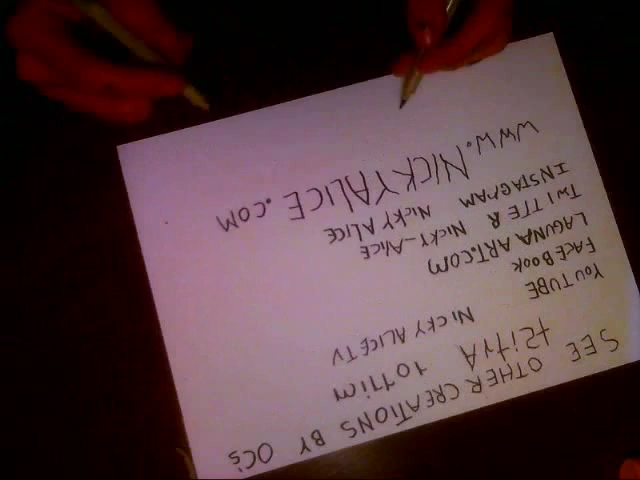 SEE OTHER CREATIONS BY OC's
YOUTUBE NICKY ALICE TV
FACEBOOK
LAGUNA ART.COM
TWITTER NICKY-ALICE
INSTAGRAM NICKY ALICE
WWW.NICKYALICE.COM